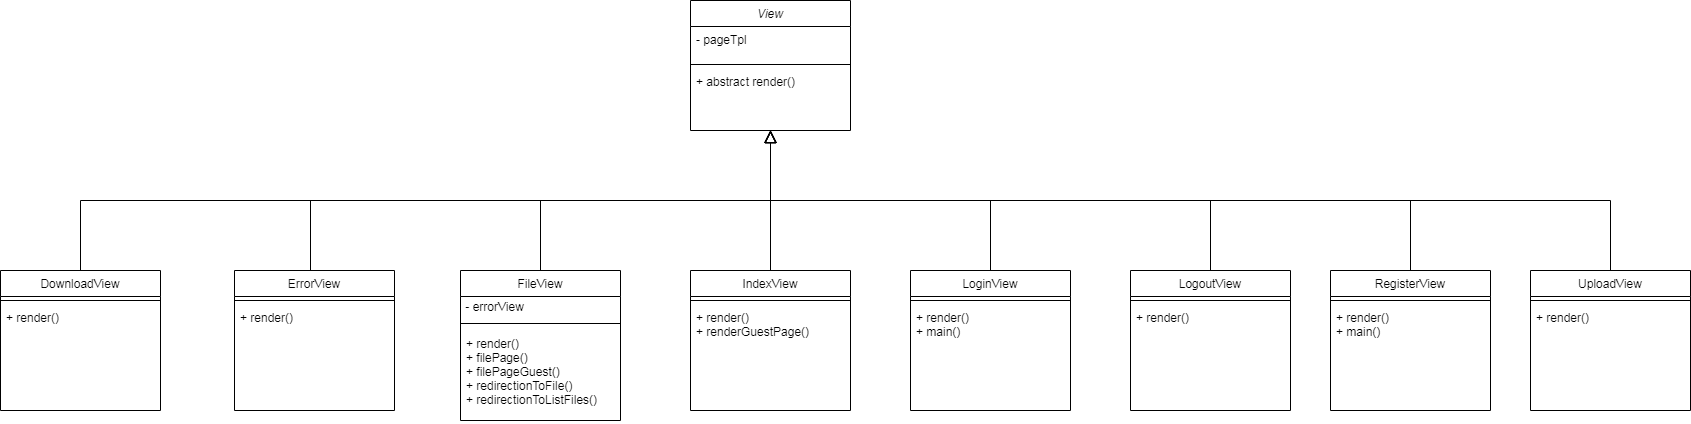 View
- pageTpl
+ abstract render()
DownloadView
+ render()
ErrorView
+ render()
FileView
- errorView
+ render()
+ filePage()
+ filePageGuest()
+ redirectionToFile()
+ redirectionToListFiles()
IndexView
+ render()
+ renderGuestPage()
LoginView
+ render()
+ main()
LogoutView
+ render()
RegisterView
+ render()
+ main()
UploadView
+ render()